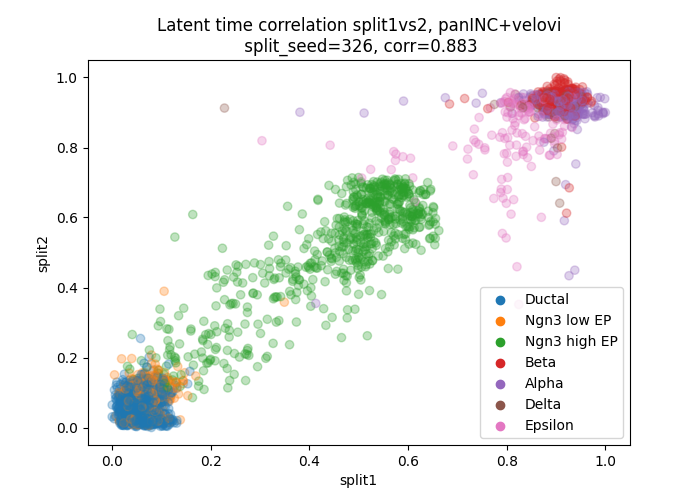 Latent time correlation split1vs2, panINC+velovi
split_seed=326, corr=0.883
1.0
0.8
0.6
0.4
0.2
0.0
split2
Ductal
Ngn3 low EP
Ngn3 high EP
Beta
Alpha
Delta
Epsilon
0.0 0.2 0.4 0.6 0.8 1.0
split1